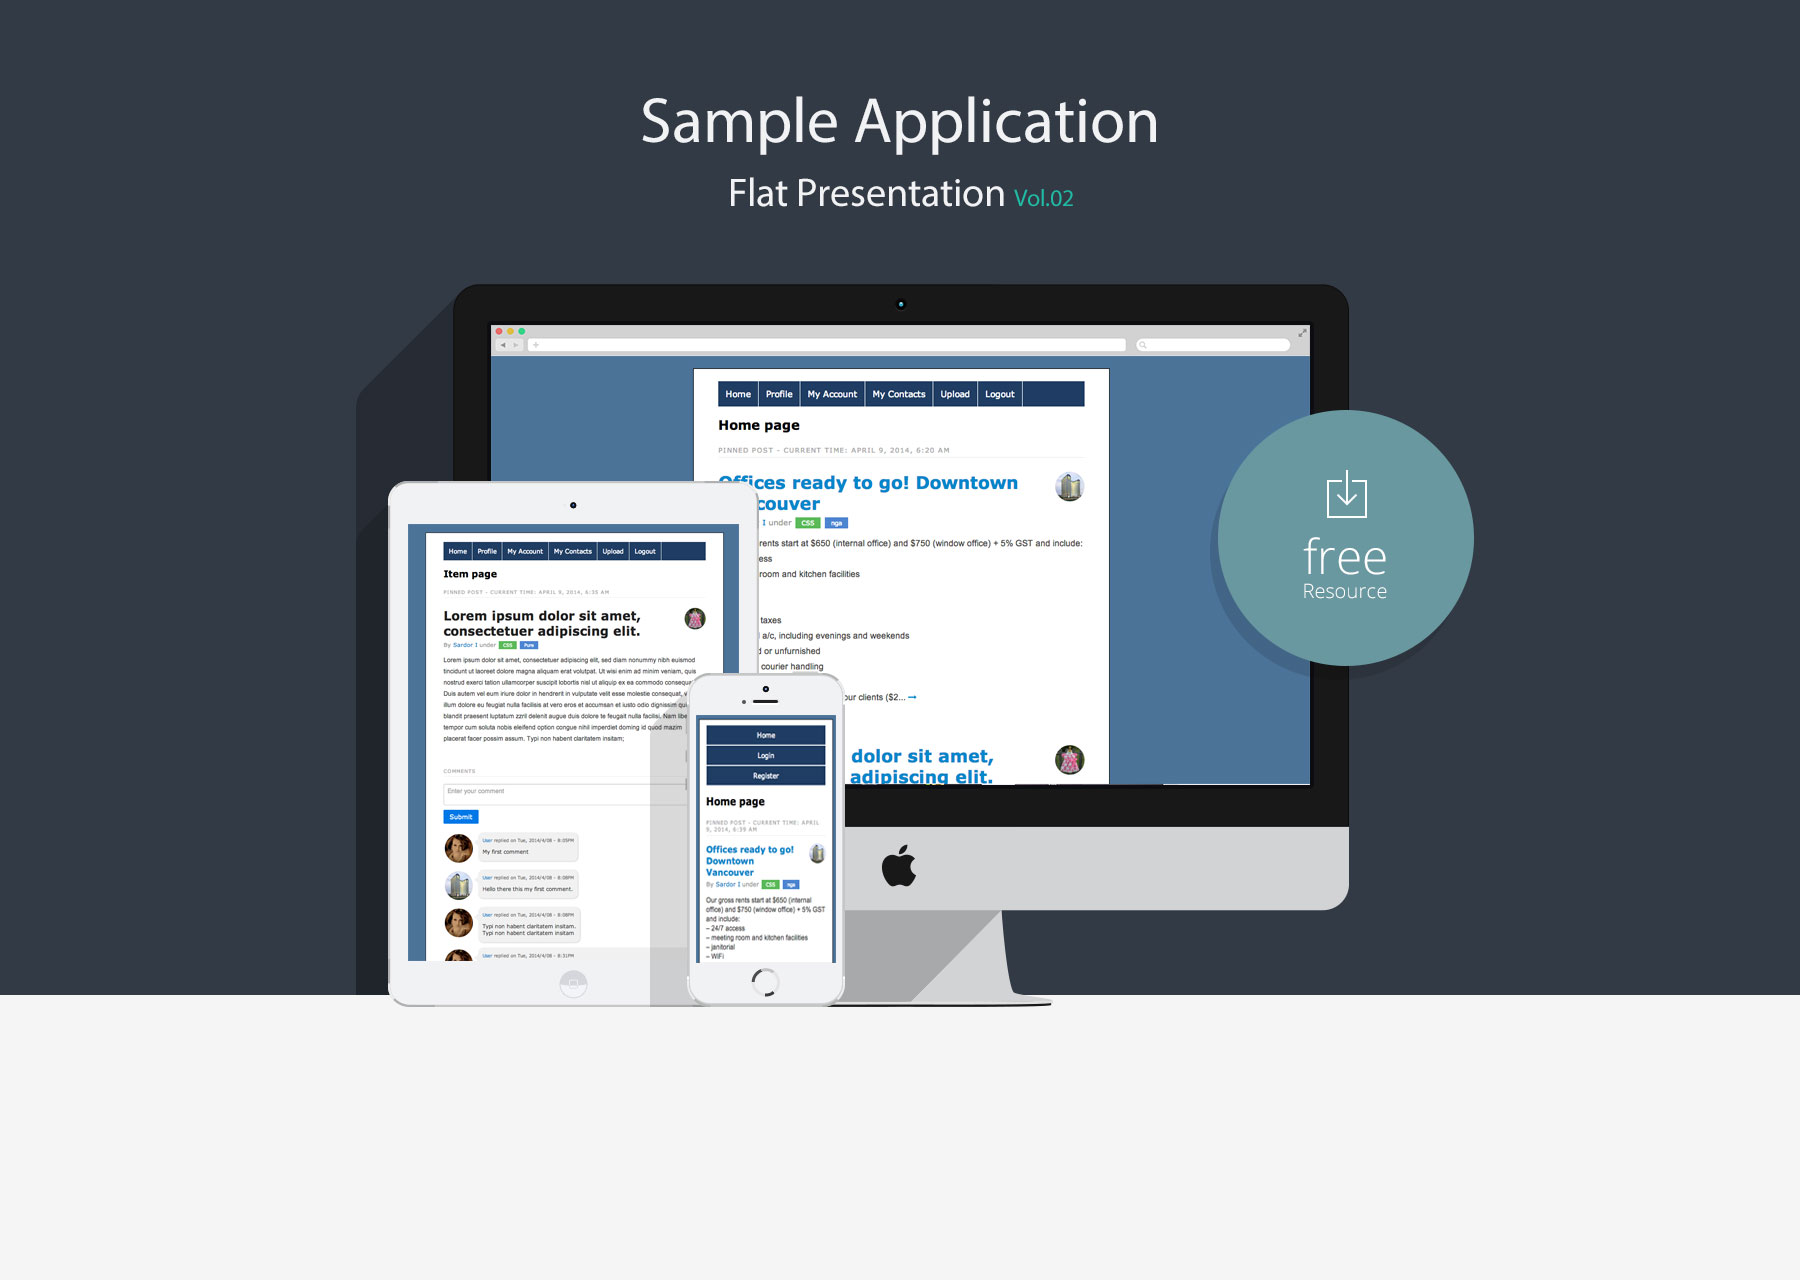 Sample Application
Flat Presentation Vol.02
Home Profile My Account My Contacts Upload Logout
Home page
PINNED POST - CURRENT TIME: APRIL 9, 2014, 6:20 AM
Offices ready to go! Downtown
couver
I under CSS nga
rents start at $650 (internal office) and $750 (window office) + 5% GST and include:
ess
room and kitchen facilities
taxes
a/c, including evenings and weekends
d or unfurnished
courier handling
our clients ($2... →
dolor sit amet,
adipiscing elit.
free
Resource
Home Profile My Account My Contacts Upload Logout
Item page
PINNED POST - CURRENT TIME: APRIL 9, 2014, 6:35 AM
Lorem ipsum dolor sit amet,
consectetuer adipiscing elit.
By Sardor I under CSS Pure
Lorem ipsum dolor sit amet, consectetuer adipiscing elit, sed diam nonummy nibh euismod
tincidunt ut laoreet dolore magna aliquam erat volutpat. Ut wisi enim ad minim veniam, quis
nostrud exerci tation ullamcorper suscipit lobortis nisl ut aliquip ex ea commodo consequat.
Duis autem vel eum iriure dolor in hendrerit in vulputate velit esse molestie consequat, v
illum dolore eu feugiat nulla facilisis at vero eros et accumsan et iusto odio dignissim qui
blandit praesent luptatum zzril delenit augue duis dolore te feugait nulla facilisi. Nam libe
tempor cum soluta nobis eleifend option congue nihil imperdiet doming id quod mazim
placerat facer possim assum. Typi non habent claritatem insitam;
COMMENTS
Enter your comment
Submit
User replied on Tue, 2014/4/08 - 8:05PM
My first comment
User replied on Tue, 2014/4/08 - 8:08PM
Hello there this my first comment.
User replied on Tue, 2014/4/08 - 8:08PM
Typi non habent claritatem insitam.
Typi non habent claritatem insitam
User replied on Tue, 2014/4/08 - 8:31PM
Home
Login
Register
Home page
PINNED POST - CURRENT TIME: APRIL
9, 2014, 6:39 AM
Offices ready to go!
Downtown
Vancouver
By Sardor I under CSS nga
Our gross rents start at $650 (internal
office) and $750 (window office) + 5% GST
and include:
– 24/7 access
– meeting room and kitchen facilities
– janitorial
– WiFi